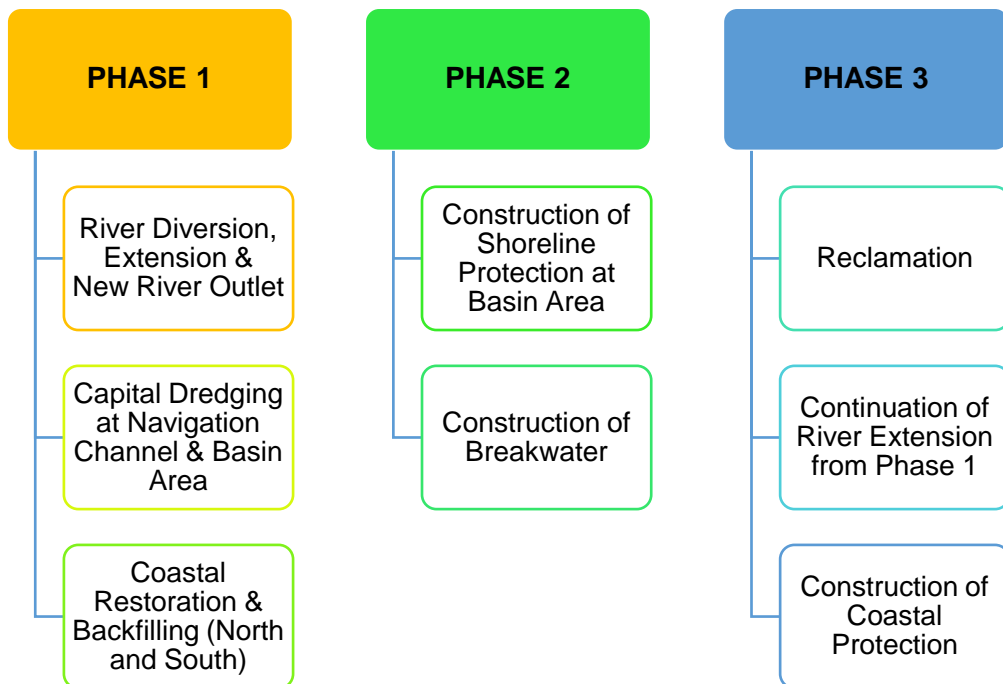 PHASE 1
River Diversion,
Extension &
New River Outlet
Capital Dredging
at Navigation
Channel & Basin
Area
Coastal
Restoration &
Backfilling (North
and South)
PHASE 2
Construction of
Shoreline
Protection at
Basin Area
Construction of
Breakwater
PHASE 3
Reclamation
Continuation of
River Extension
from Phase 1
Construction of
Coastal
Protection